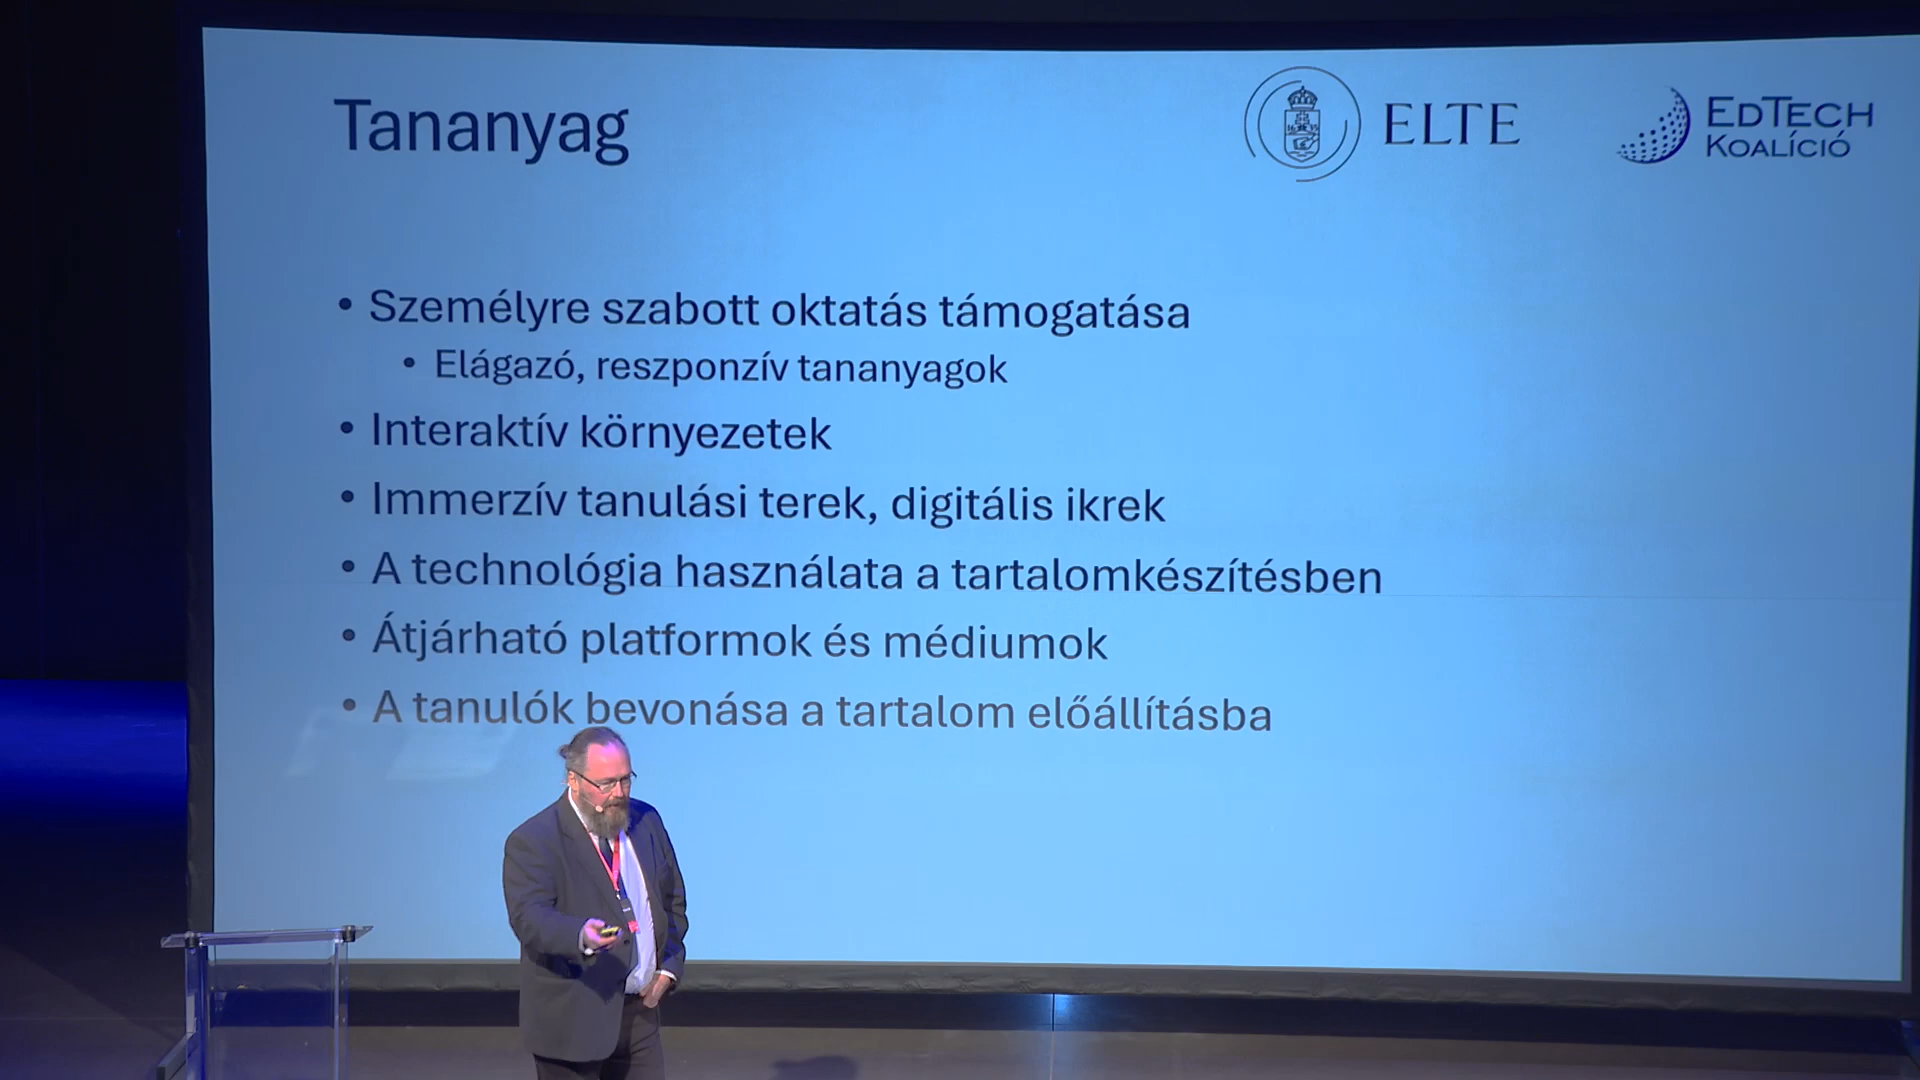 Tananyag
ELTE
EDTECH
KOALÍCIÓ
• Személyre szabott oktatás támogatása
• Elágazó, reszponzív tananyagok
• Interaktív környezetek
• Immerzív tanulási terek, digitális ikrek
• A technológia használata a tartalomkészítésben
• Átjárható platformok és médiumok
• A tanulók bevonása a tartalom előállításba